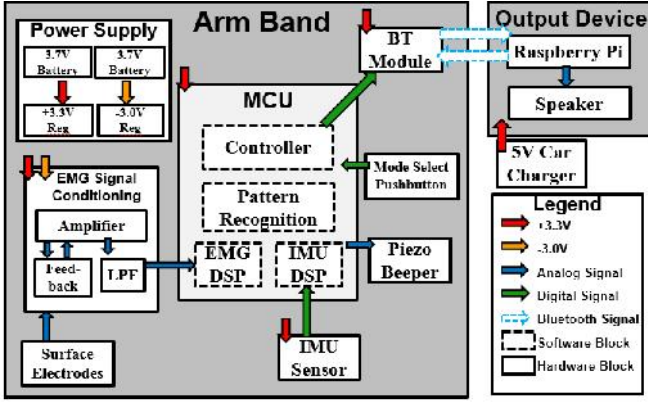 Arm Band
Output Device
Power Supply
3.7V
Battery
3.7V
Battery
+3.3V
Reg
-3.0V
Reg
BT
Module
Raspberry Pi
Speaker
MCU
Controller
Pattern
Recognition
EMG
DSP
IMU
DSP
Mode Select
Pushbutton
Piezo
Beeper
5V Car
Charger
EMG Signal
Conditioning
Amplifier
Feed-
back
LPF
Surface
Electrodes
IMU
Sensor
Legend
+3.3V
-3.0V
Analog Signal
Digital Signal
Bluetooth Signal
Software Block
Hardware Block